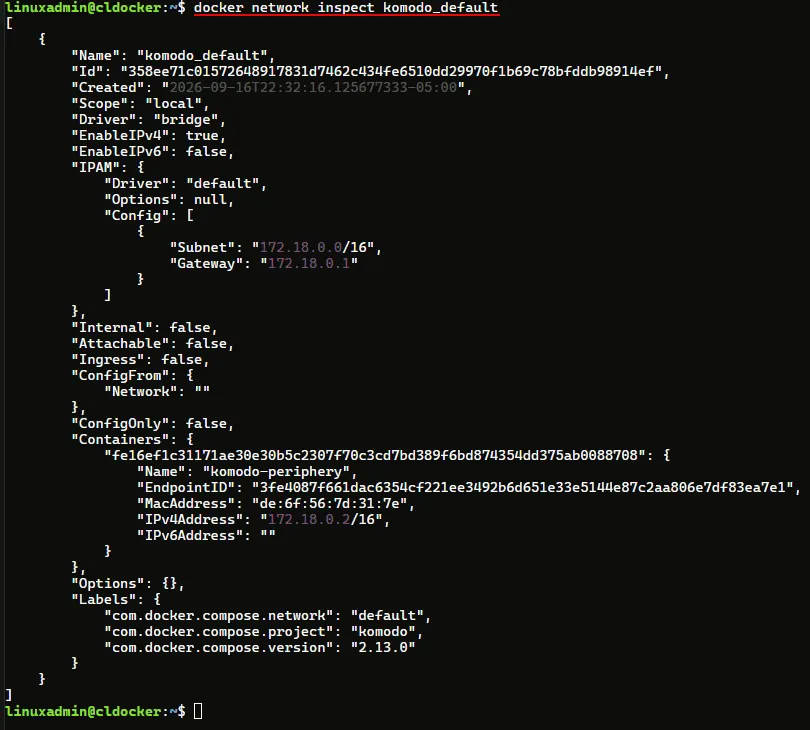 linuxadmin@cldocker:~$ docker network inspect komodo_default
[
    {
        "Name": "komodo_default",
        "Id": "358ee71c01572648917831d7462c434fe6510dd29970f1b69c78bfddb98914ef",
        "Created": "2026-09-16T22:32:16.125677333-05:00",
        "Scope": "local",
        "Driver": "bridge",
        "EnableIPv4": true,
        "EnableIPv6": false,
        "IPAM": {
            "Driver": "default",
            "Options": null,
            "Config": [
                {
                    "Subnet": "172.18.0.0/16",
                    "Gateway": "172.18.0.1"
                }
            ]
        },
        "Internal": false,
        "Attachable": false,
        "Ingress": false,
        "ConfigFrom": {
            "Network": ""
        },
        "ConfigOnly": false,
        "Containers": {
            "fe16ef1c31171ae30e30b5c2307f70c3cd7bd389f6bd874354dd375ab0088708": {
                "Name": "komodo-periphery",
                "EndpointID": "3fe4087f661dac6354cf221ee3492b6d651e33e5144e87c2aa806e7df83ea7e1",
                "MacAddress": "de:6f:56:7d:31:7e",
                "IPv4Address": "172.18.0.2/16",
                "IPv6Address": ""
            }
        },
        "Options": {},
        "Labels": {
            "com.docker.compose.network": "default",
            "com.docker.compose.project": "komodo",
            "com.docker.compose.version": "2.13.0"
        }
    }
]
linuxadmin@cldocker:~$